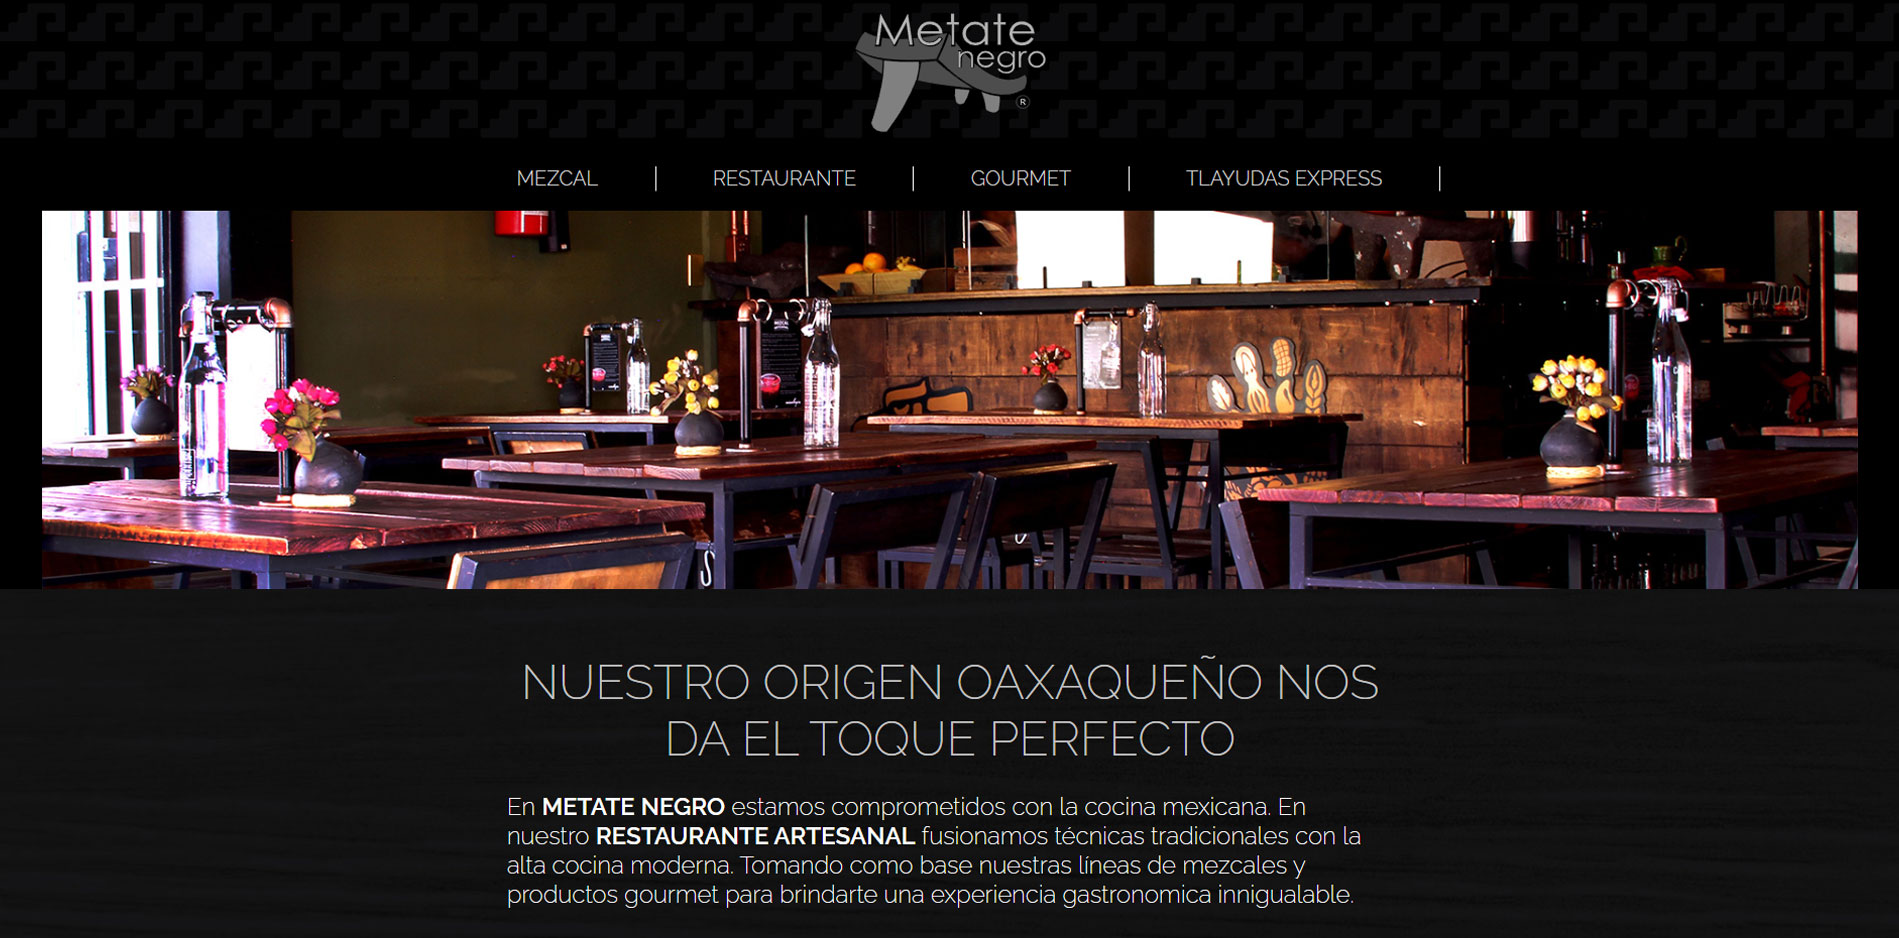 Metate
negro
®
MEZCAL | RESTAURANTE | GOURMET | TLAYUDAS EXPRESS |
NUESTRO ORIGEN OAXAQUEÑO NOS
DA EL TOQUE PERFECTO
En METATE NEGRO estamos comprometidos con la cocina mexicana. En
nuestro RESTAURANTE ARTESANAL fusionamos técnicas tradicionales con la
alta cocina moderna. Tomando como base nuestras líneas de mezcales y
productos gourmet para brindarte una experiencia gastronomica innigualable.